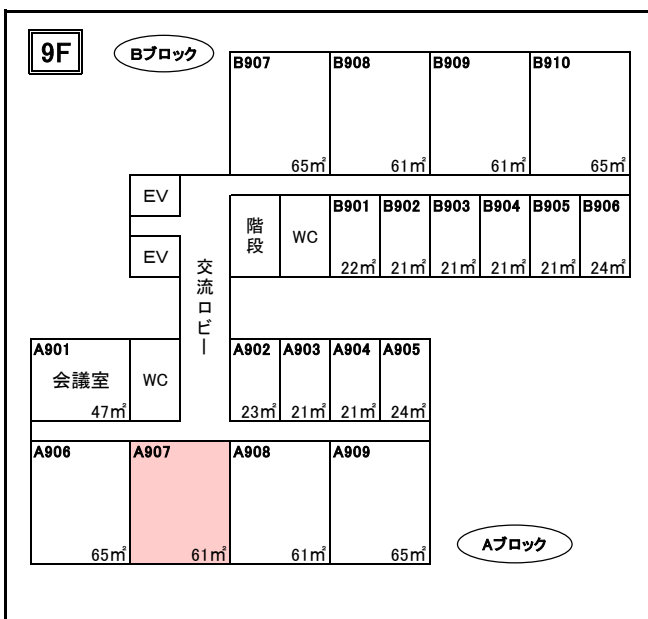 9F
Bブロック
B907
B908
B909
B910
65㎡
61㎡
61㎡
65㎡
EV
EV
階段
WC
B901
B902
B903
B904
B905
B906
22㎡
21㎡
21㎡
21㎡
21㎡
24㎡
交流ロビー
A901
会議室
47㎡
WC
A902
A903
A904
A905
23㎡
21㎡
21㎡
24㎡
A906
A907
A908
A909
65㎡
61㎡
61㎡
65㎡
Aブロック